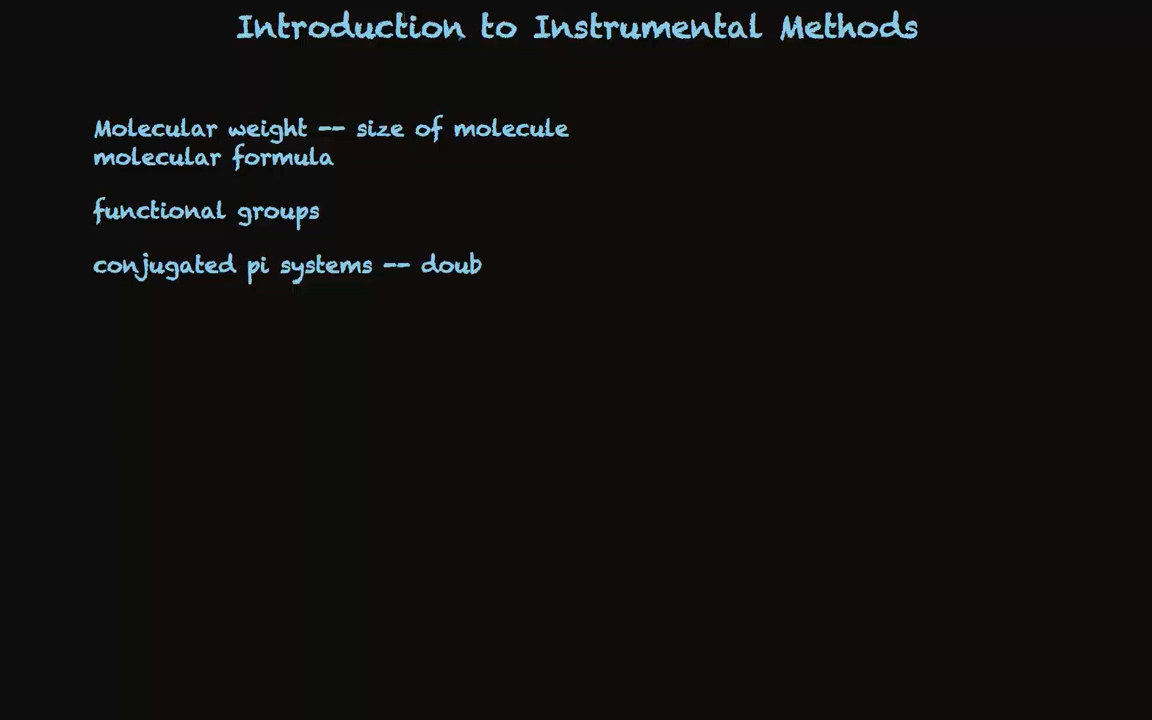 Introduction to Instrumental Methods
Molecular weight -- size of molecule
molecular formula
functional groups
conjugated pi systems -- doub